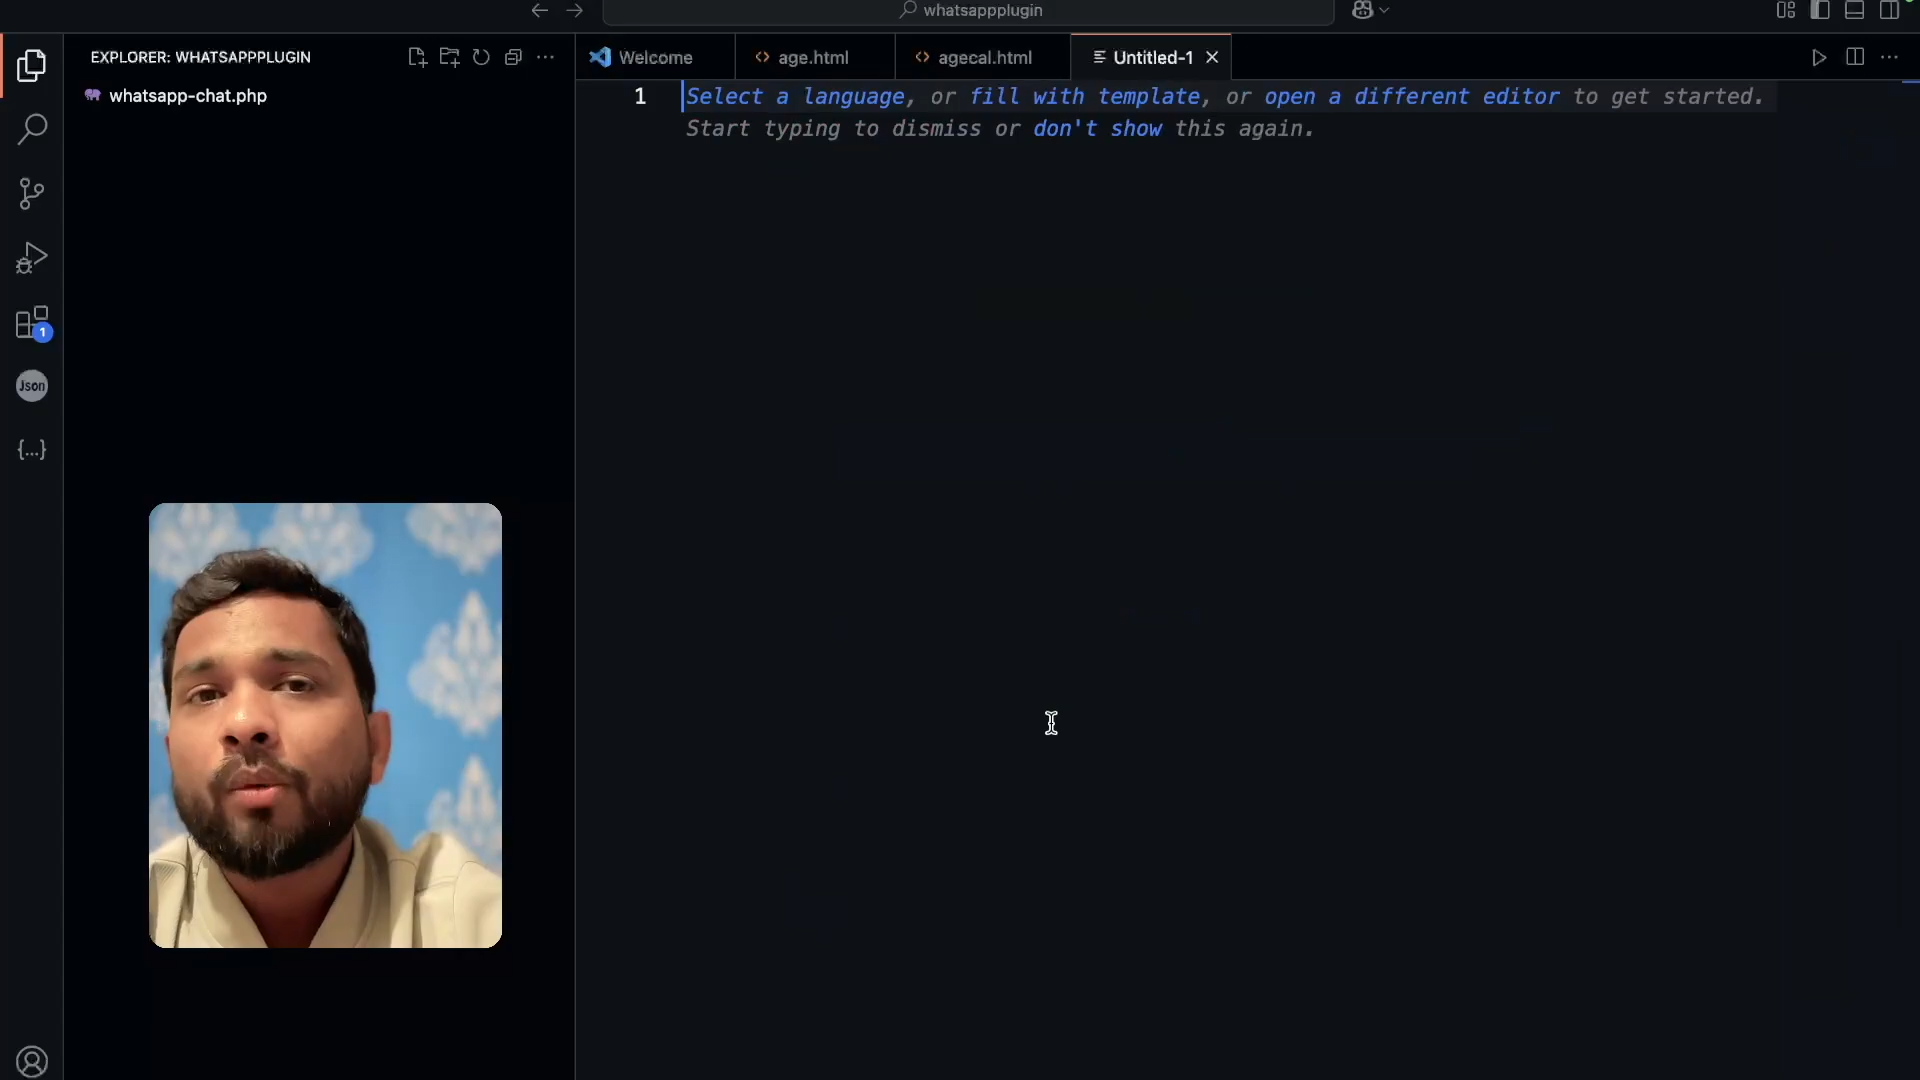 whatsappplugin
EXPLORER: WHATSAPPPLUGIN
whatsapp-chat.php
1
Json
{...}
Welcome
age.html
agecal.html
Untitled-1
1
Select a language, or fill with template, or open a different editor to get started.
Start typing to dismiss or don't show this again.